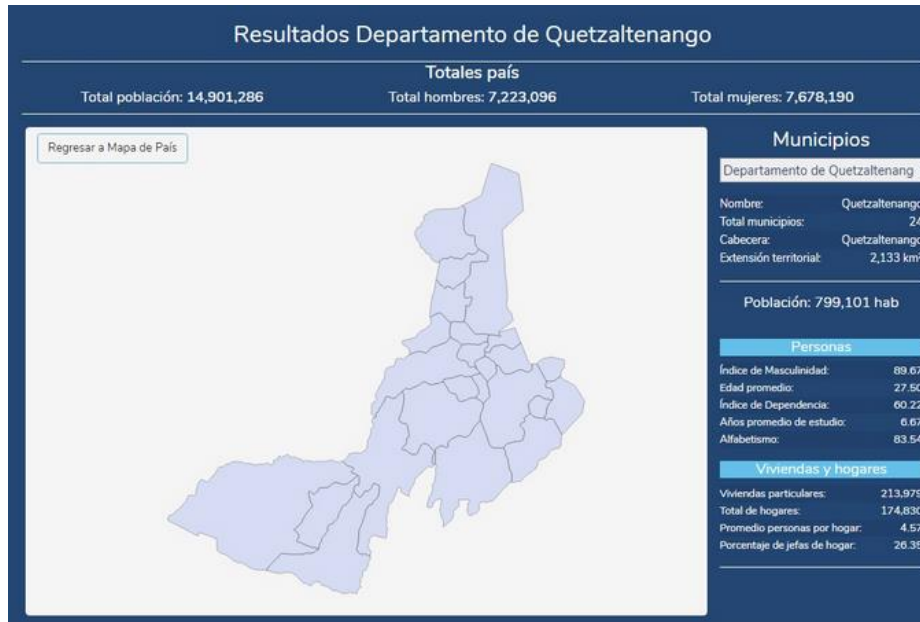 Resultados Departamento de Quetzaltenango
Totales país
Total población: 14,901,286 Total hombres: 7,223,096 Total mujeres: 7,678,190
Regresar a Mapa de País
Municipios
Departamento de Quetzaltenang
Nombre: Quetzaltenango
Total municipios: 24
Cabecera: Quetzaltenango
Extensión territorial: 2,133 km²
Población: 799,101 hab
Personas
Índice de Masculinidad: 89.67
Edad promedio: 27.50
Índice de Dependencia: 60.22
Años promedio de estudio: 6.67
Alfabetismo: 83.54
Viviendas y hogares
Viviendas particulares: 213,979
Total de hogares: 174,830
Promedio personas por hogar: 4.57
Porcentaje de jefas de hogar: 26.35